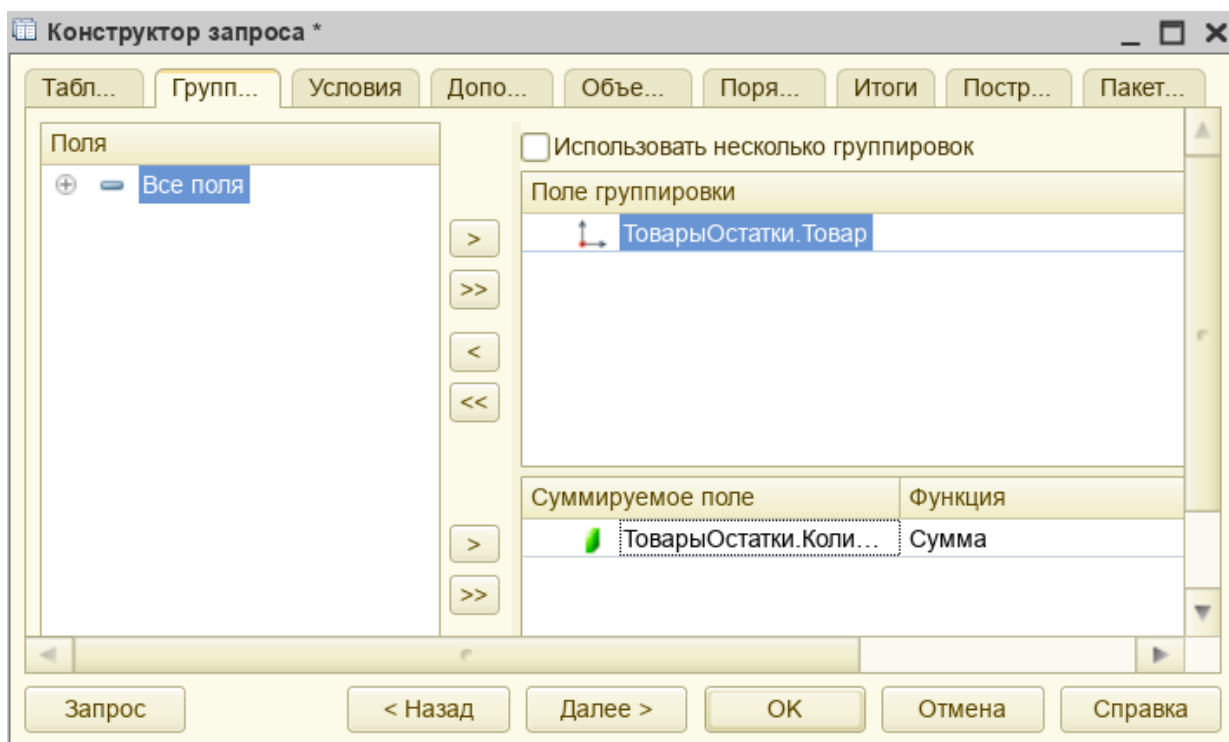 Конструктор запроса *
Табл... Групп... Условия Допо... Объе... Поря... Итоги Постр... Пакет...
Поля
Все поля
Использовать несколько группировок
Поле группировки
ТоварыОстатки.Товар
>
>>
<
<<
Суммируемое поле Функция
ТоварыОстатки.Коли... Сумма
>
>>
Запрос < Назад Далее > OK Отмена Справка